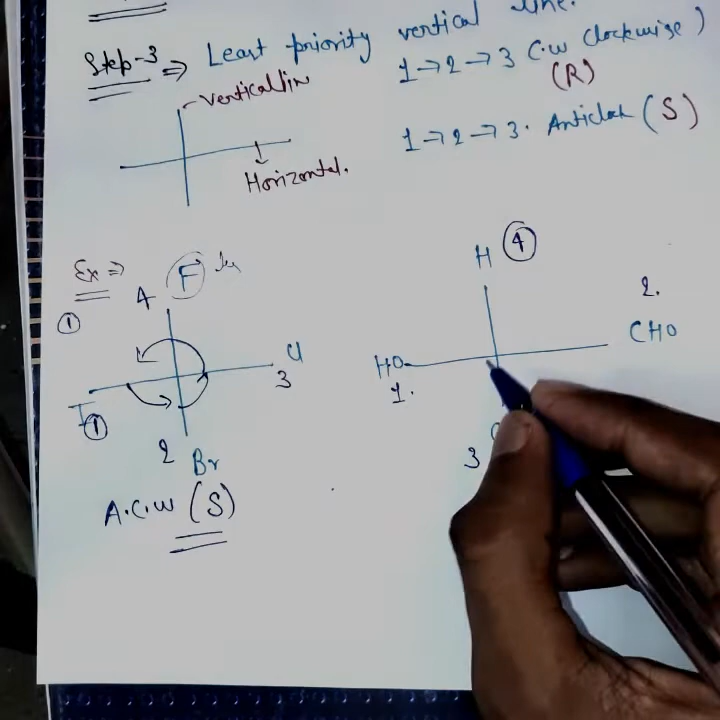 Step-3 ⇒ Least priority vertical line.
1→2→3 C.W Clockwise)
(R)
1→2→3. Anticlock (S)
Vertical lin
Horizontal.
Ex ⇒
①
4 F
Cl
3
I
①
2 Br
A.C.W (S)
H ④
2.
CHO
HO
1.
3